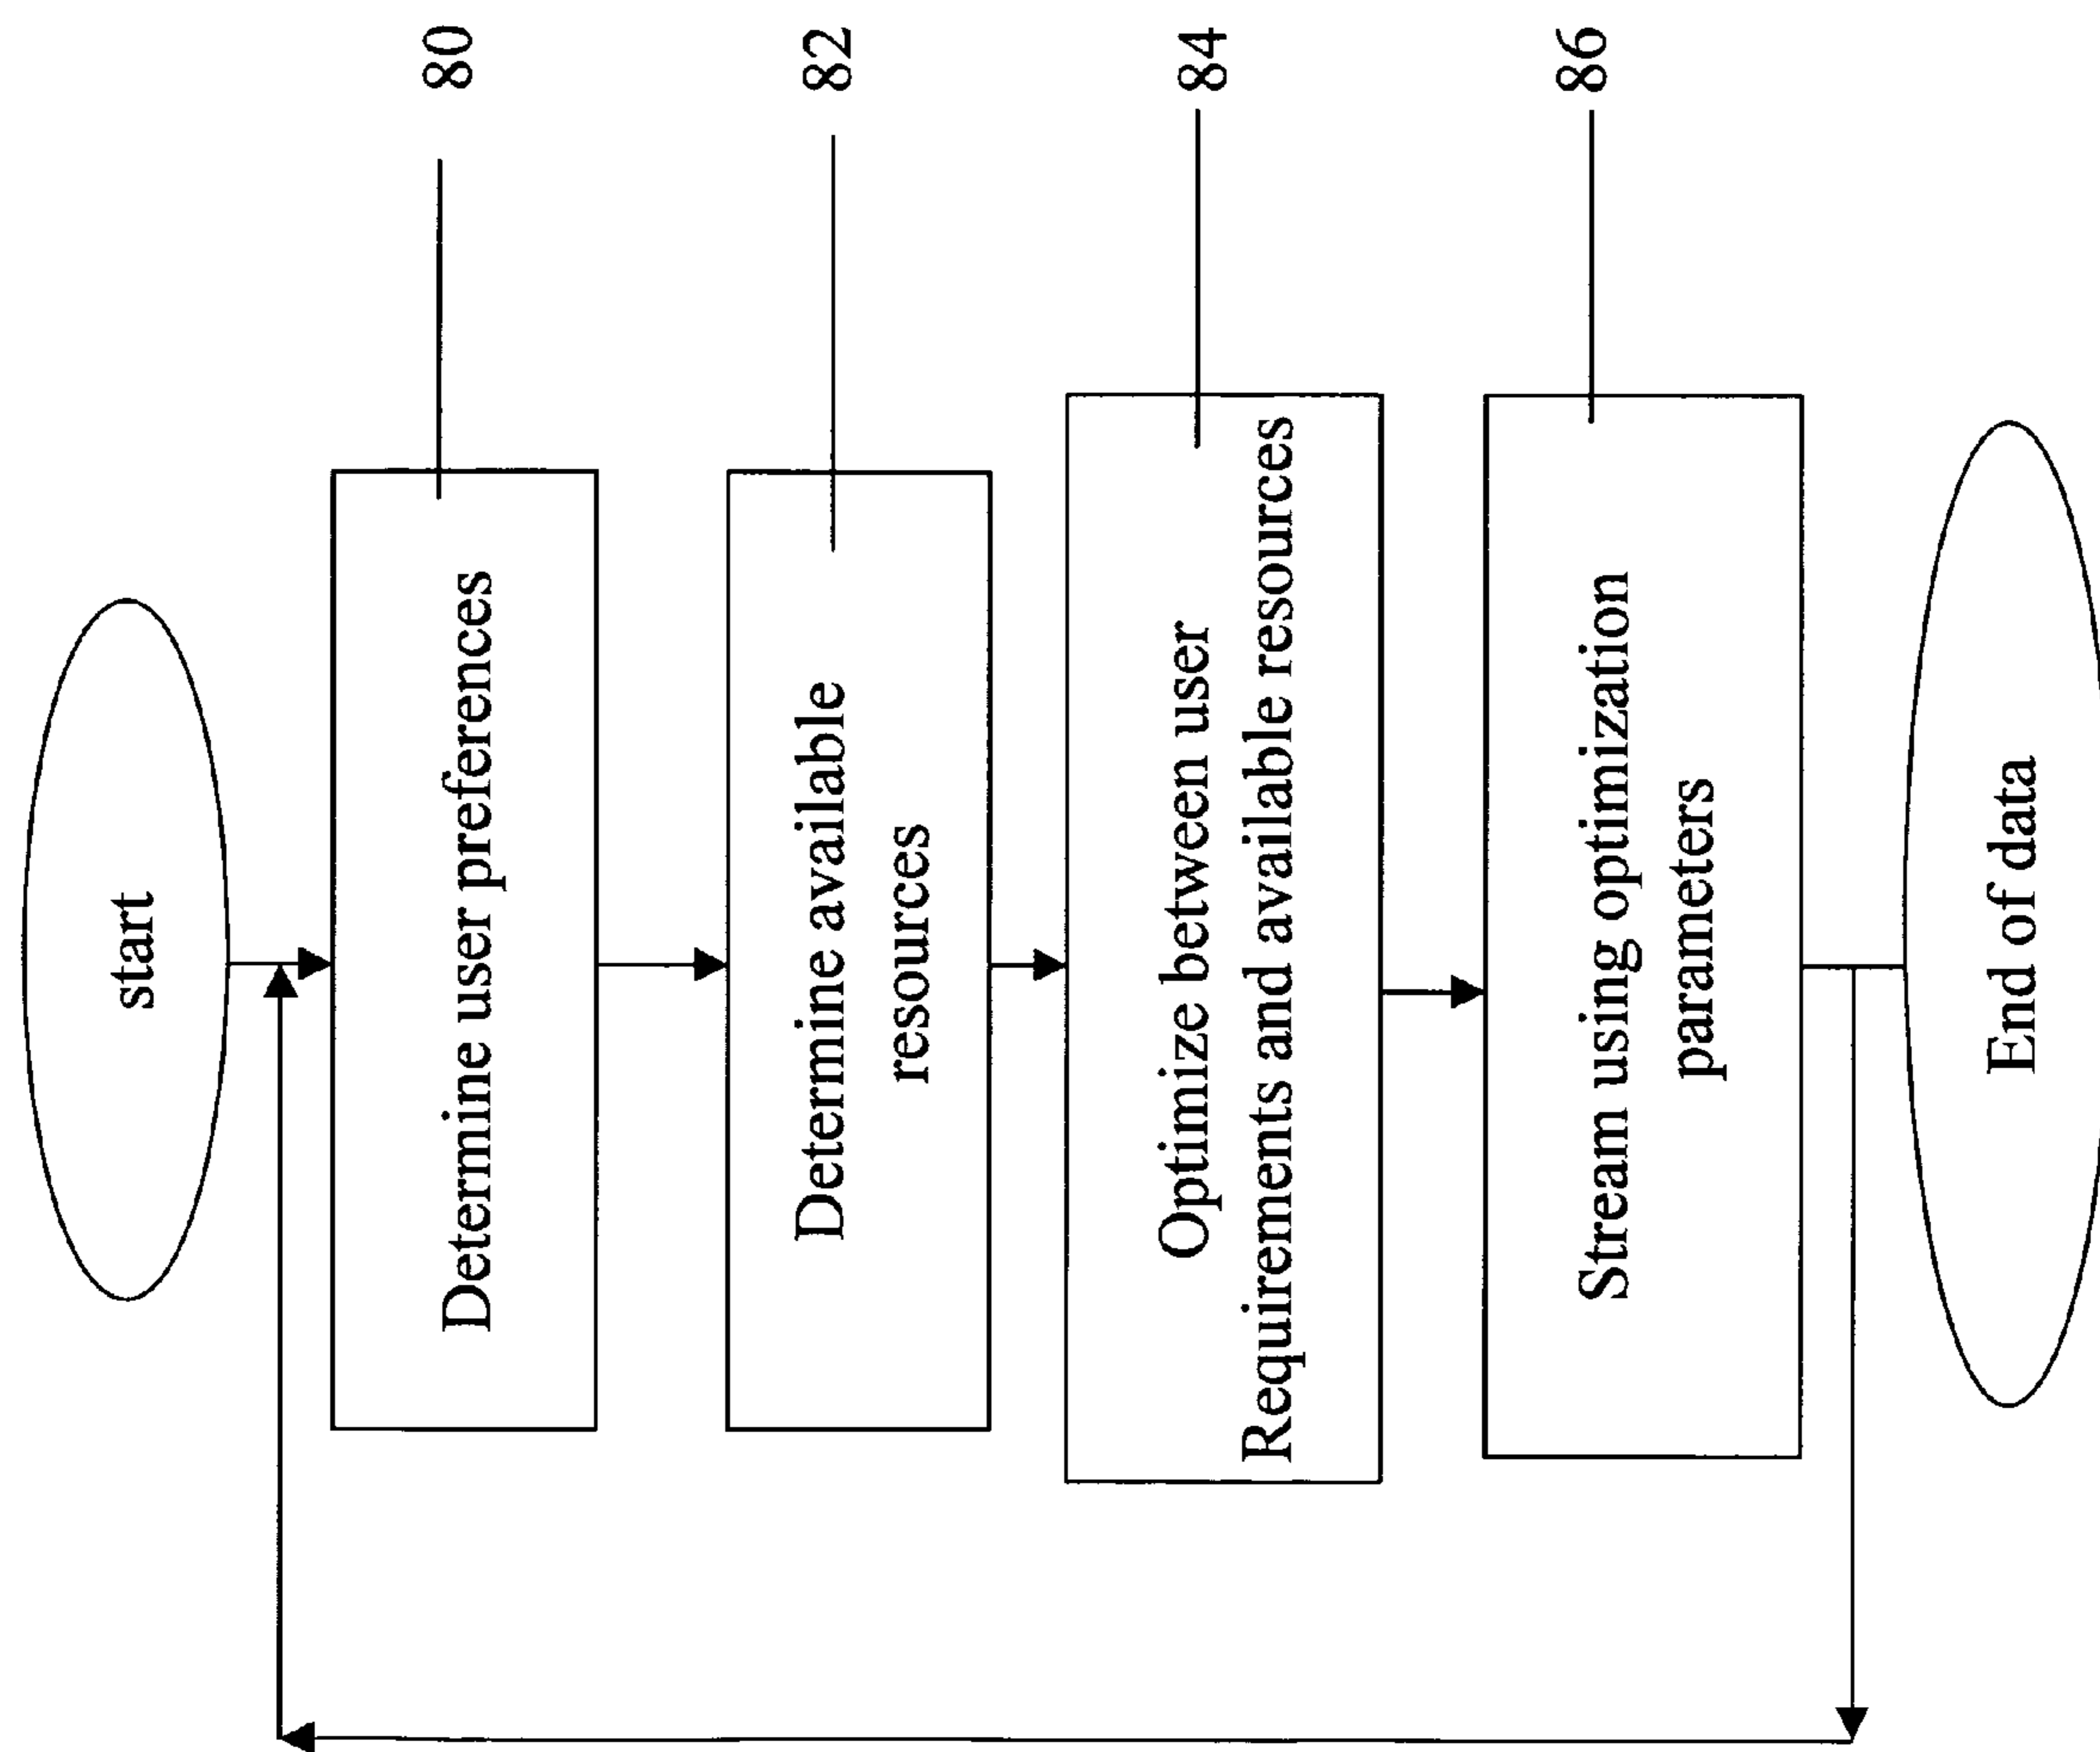 start
Determine user preferences
80
Determine available
resources
82
Optimize between user
Requirements and available resources
84
Stream using optimization
parameters
86
End of data